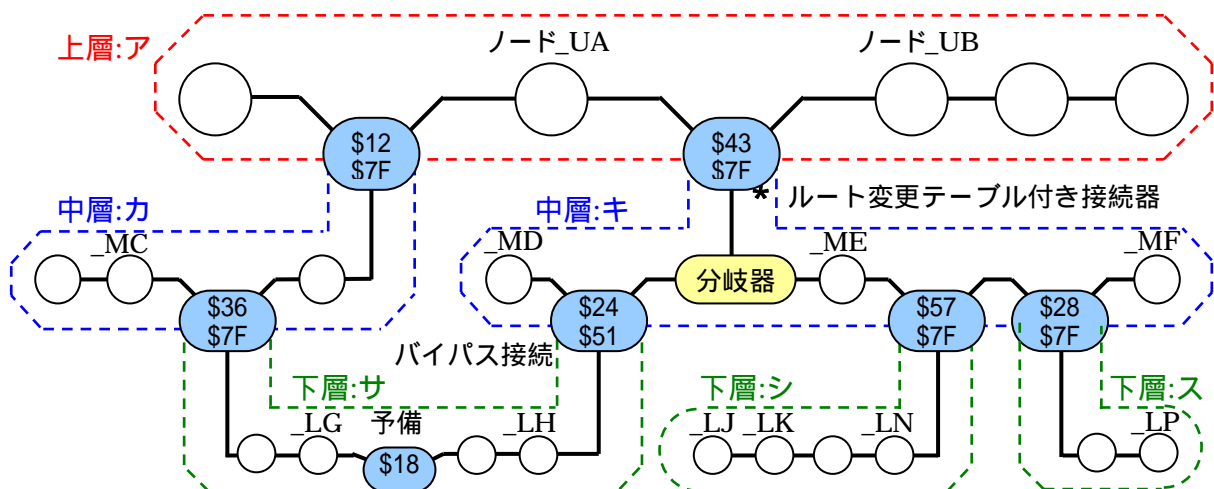 上層:ア
ノード_UA
ノード_UB
$12
$7F
$43
$7F
* ルート変更テーブル付き接続器
中層:カ
中層:キ
_MC
_MD
分岐器
_ME
_MF
$36
$7F
$24
$51
$57
$7F
$28
$7F
バイパス接続
下層:サ
下層:シ
下層:ス
_LG
予備
$18
_LH
_LJ
_LK
_LN
_LP